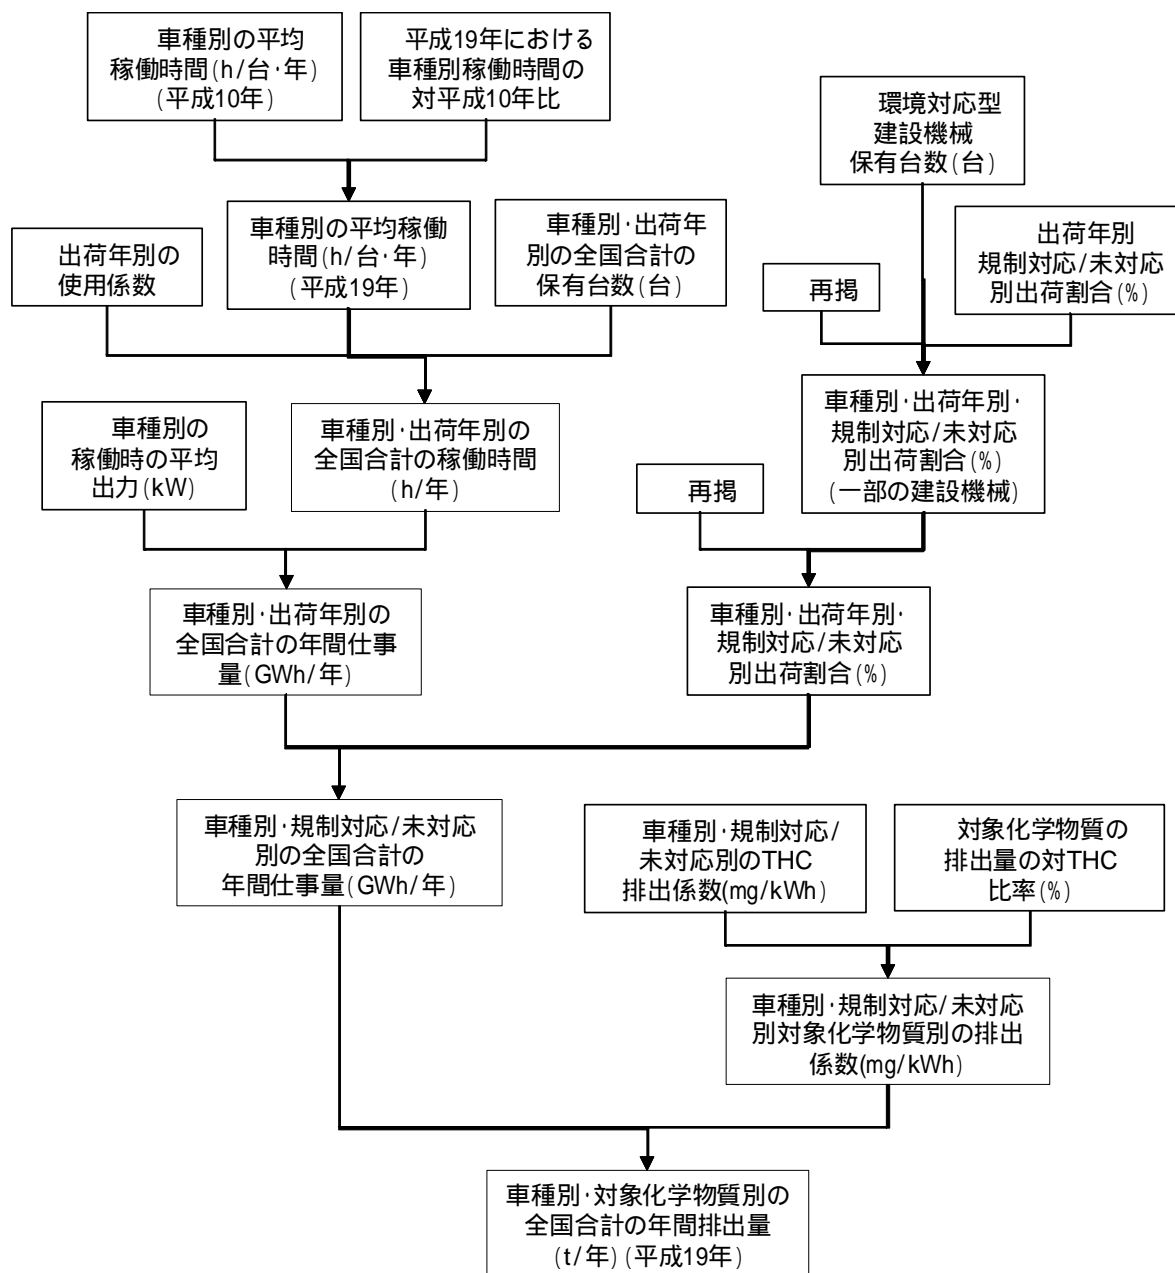 車種別の平均
稼働時間(h/台・年)
(平成10年)
平成19年における
車種別稼働時間の
対平成10年比
環境対応型
建設機械
保有台数(台)
出荷年別の
使用係数
車種別の平均稼働
時間(h/台・年)
(平成19年)
車種別・出荷年
別の全国合計の
保有台数(台)
再掲
出荷年別
規制対応/未対応
別出荷割合(%)
車種別の
稼働時の平均
出力(kW)
車種別・出荷年別の
全国合計の稼働時間
(h/年)
再掲
車種別・出荷年別・
規制対応/未対応
別出荷割合(%)
(一部の建設機械)
車種別・出荷年別の
全国合計の年間仕事
量(GWh/年)
車種別・出荷年別・
規制対応/未対応
別出荷割合(%)
車種別・規制対応/未対応
別の全国合計の
年間仕事量(GWh/年)
車種別・規制対応/
未対応別のTHC
排出係数(mg/kWh)
対象化学物質の
排出量の対THC
比率(%)
車種別・規制対応/未対応
別対象化学物質別の排出
係数(mg/kWh)
車種別・対象化学物質別の
全国合計の年間排出量
(t/年)(平成19年)